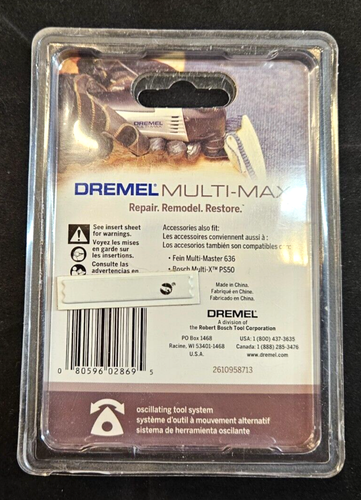 DREMEL
DREMEL MULTI-MAX
Repair. Remodel. Restore.™
See insert sheet
for warnings.
Voyez les mises
en garde sur
les insertions.
Consulte las
advertencias en
Accessories also fit:
Les accessoires conviennent aussi à :
Los accesorios también son compatibles con:
• Fein Multi-Master 636
• Bosch Multi-X™ PS50
Made in China.
Fabriqué en Chine.
Fabricado en China.
DREMEL
A division of
the Robert Bosch Tool Corporation
PO Box 1468
Racine, WI 53401-1468
U.S.A.
USA: 1 (800) 437-3635
Canada: 1 (888) 285-3476
www.dremel.com
2610958713
0 80596 02869 5
oscillating tool system
système d'outil à mouvement alternatif
sistema de herramienta oscilante